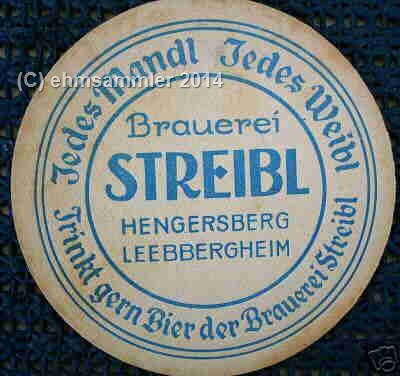 (C) ehmsammler 2014
Jedes Mandl Jedes Weibl
Brauerei
STREIBL
HENGERSBERG
LEEBBERGHEIM
Trinkt gern Bier der Brauerei Streibl